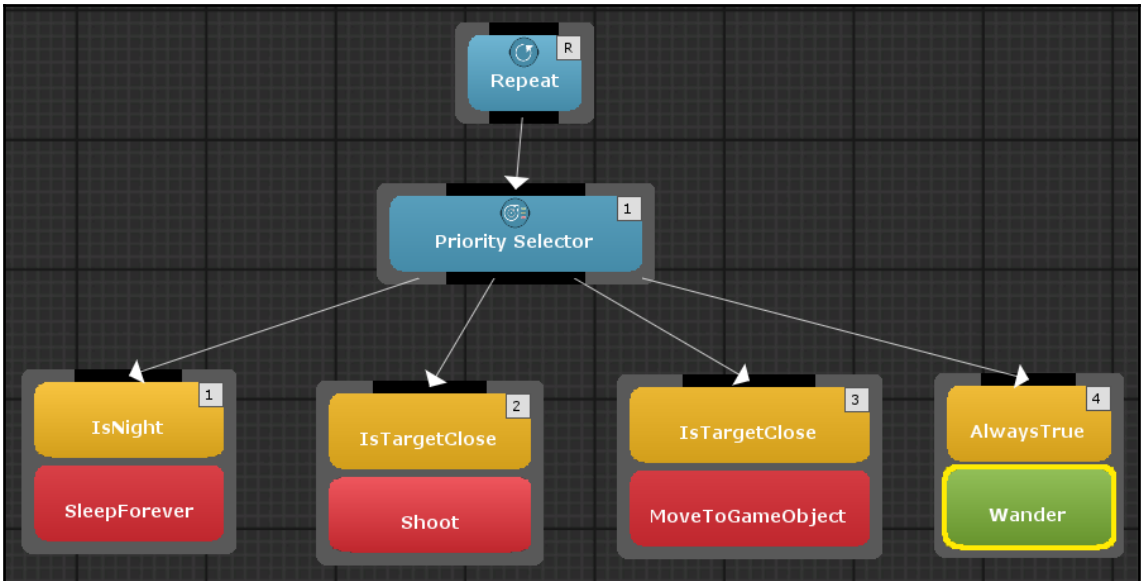 R
Repeat
1
Priority Selector
1
IsNight
SleepForever
2
IsTargetClose
Shoot
3
IsTargetClose
MoveToGameObject
4
AlwaysTrue
Wander